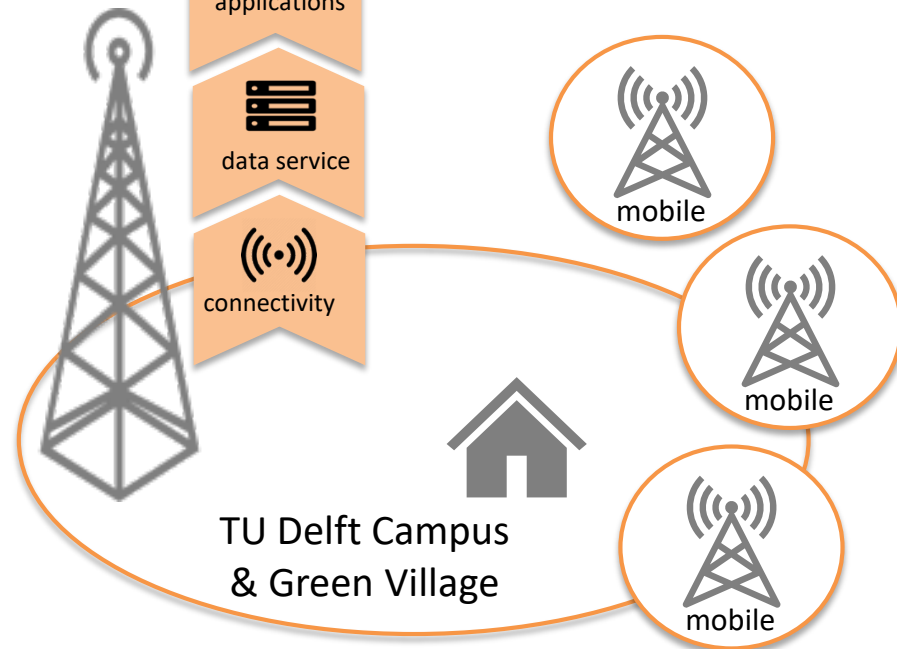 applications
data service
mobile
connectivity
mobile
TU Delft Campus
& Green Village
mobile